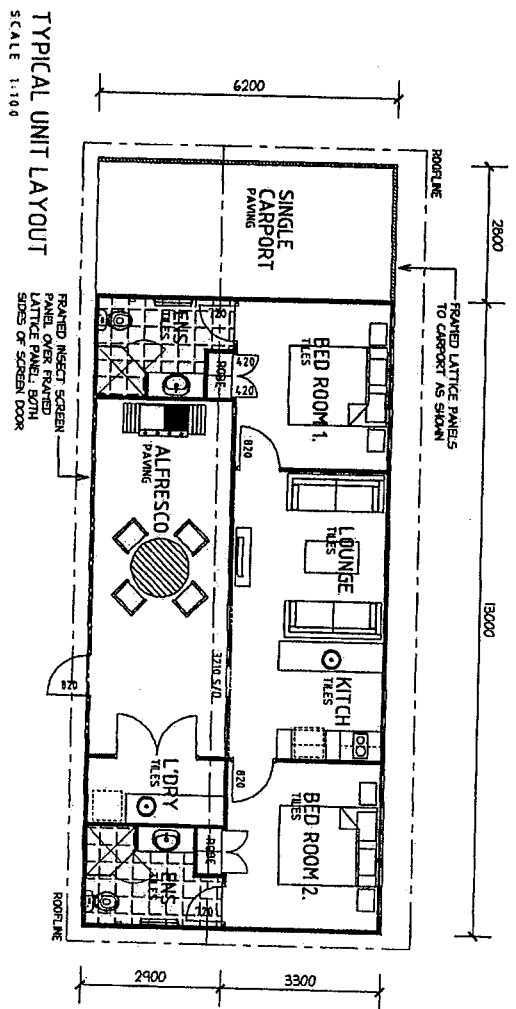 TYPICAL UNIT LAYOUT
SCALE 1:100
6200
2800
13000
2900
3300
ROOFLINE
ROOFLINE
FRAMED LATTICE PANELS
TO CARPORT AS SHOWN
FRAMED INSECT SCREEN
PANEL OVER FRAMED
LATTICE PANEL. BOTH
SIDES OF SCREEN DOOR
SINGLE
CARPORT
PAVING
ENS
TILES
720
ROBE
420
420
BED ROOM 1.
TILES
820
ALFRESCO
PAVING
LOUNGE
TILES
3210 S/D
820
KITCH
TILES
L'DRY
TILES
820
BED ROOM 2.
TILES
ROBE
ENS
TILES
720